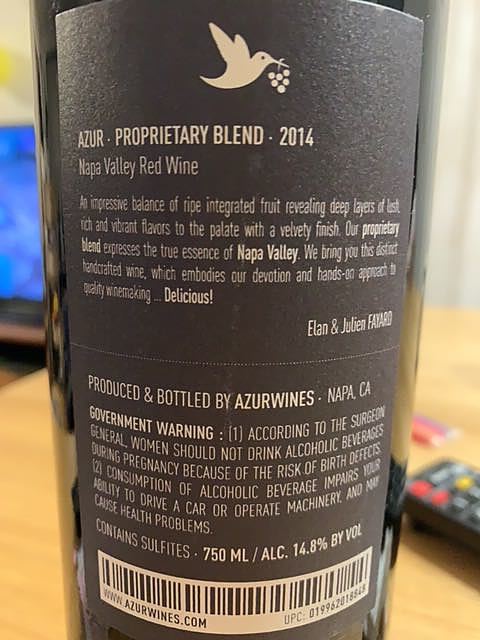 AZUR · PROPRIETARY BLEND · 2014
Napa Valley Red Wine
An impressive balance of ripe integrated fruit revealing deep layers of lush,
rich and vibrant flavors to the palate with a velvety finish. Our proprietary
blend expresses the true essence of Napa Valley. We bring you this distinct
handcrafted wine, which embodies our devotion and hands-on approach to
quality winemaking ... Delicious!
Elan & Julien FAYARD
PRODUCED & BOTTLED BY AZURWINES · NAPA, CA
GOVERNMENT WARNING : (1) ACCORDING TO THE SURGEON
GENERAL, WOMEN SHOULD NOT DRINK ALCOHOLIC BEVERAGES
DURING PREGNANCY BECAUSE OF THE RISK OF BIRTH DEFECTS.
(2) CONSUMPTION OF ALCOHOLIC BEVERAGE IMPAIRS YOUR
ABILITY TO DRIVE A CAR OR OPERATE MACHINERY, AND MAY
CAUSE HEALTH PROBLEMS.
CONTAINS SULFITES · 750 ML / ALC. 14.8% BY VOL
WWW.AZURWINES.COM
UPC: 019962018848